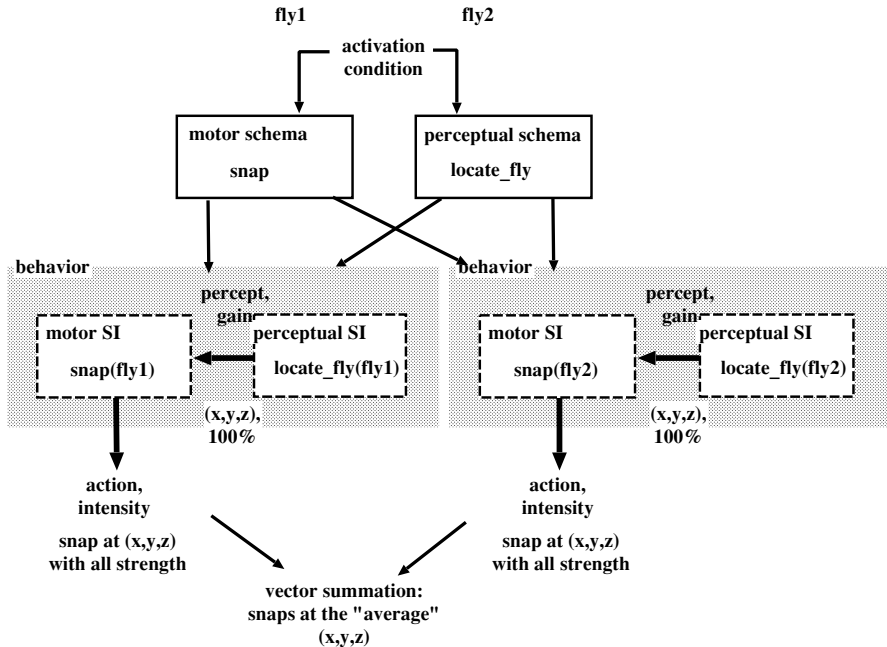 fly1
fly2
activation
condition
motor schema
snap
perceptual schema
locate_fly
behavior
percept,
gain
motor SI
snap(fly1)
perceptual SI
locate_fly(fly1)
(x,y,z),
100%
behavior
percept,
gain
motor SI
snap(fly2)
perceptual SI
locate_fly(fly2)
(x,y,z),
100%
action,
intensity
snap at (x,y,z)
with all strength
action,
intensity
snap at (x,y,z)
with all strength
vector summation:
snaps at the "average"
(x,y,z)